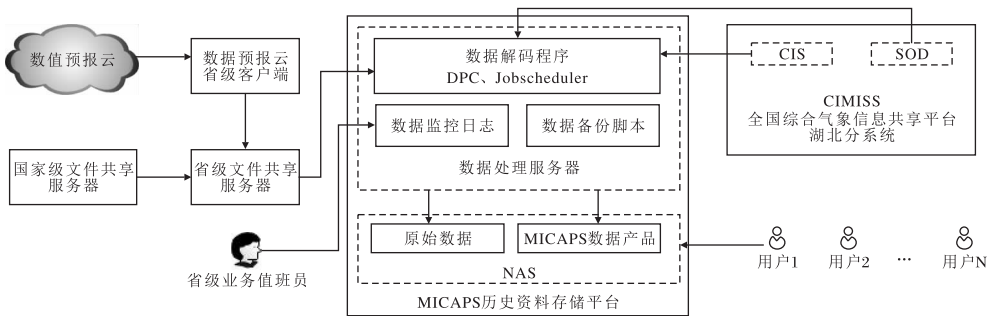 数值预报云
数据预报云
省级客户端
国家级文件共享
服务器
省级文件共享
服务器
省级业务值班员
数据解码程序
DPC、Jobscheduler
数据监控日志
数据备份脚本
数据处理服务器
原始数据
MICAPS数据产品
NAS
MICAPS历史资料存储平台
CIS
SOD
CIMISS
全国综合气象信息共享平台
湖北分系统
用户1
用户2
...
用户N